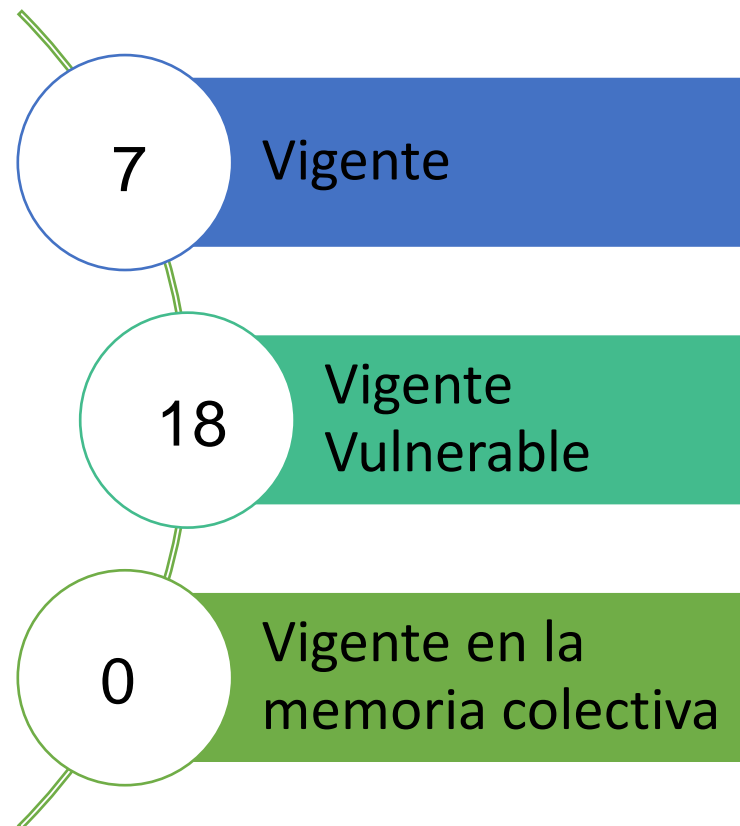 7
Vigente
18
Vigente
Vulnerable
0
Vigente en la
memoria colectiva